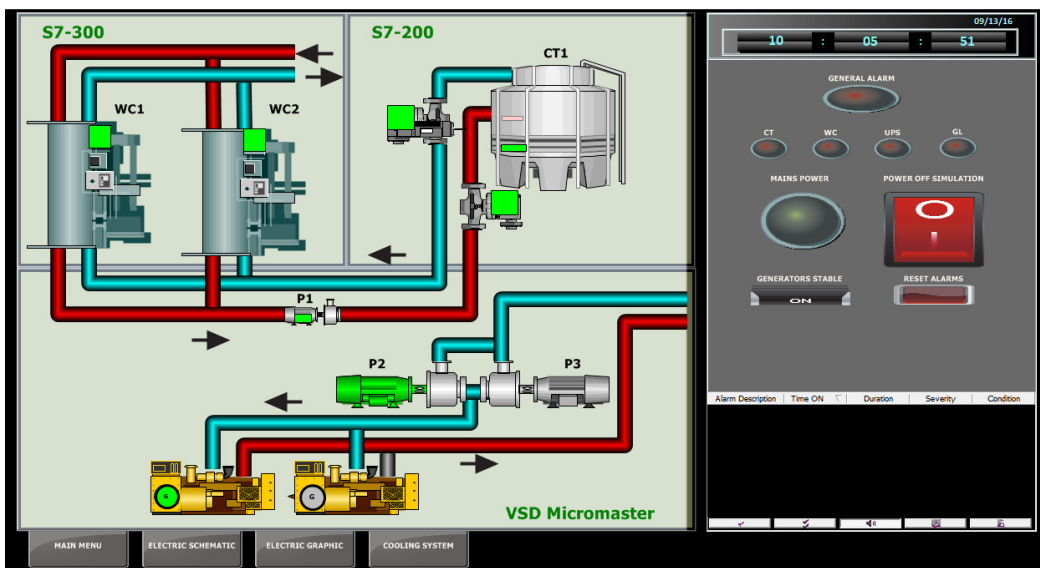 S7-300
S7-200
CT1
WC1
WC2
P1
P2
P3
G
G
VSD Micromaster
09/13/16
10 : 05 : 51
GENERAL ALARM
CT WC UPS GL
MAINS POWER POWER OFF SIMULATION
O
I
GENERATORS STABLE RESET ALARMS
ON
Alarm Description Time ON Duration Severity Condition
MAIN MENU ELECTRIC SCHEMATIC ELECTRIC GRAPHIC COOLING SYSTEM